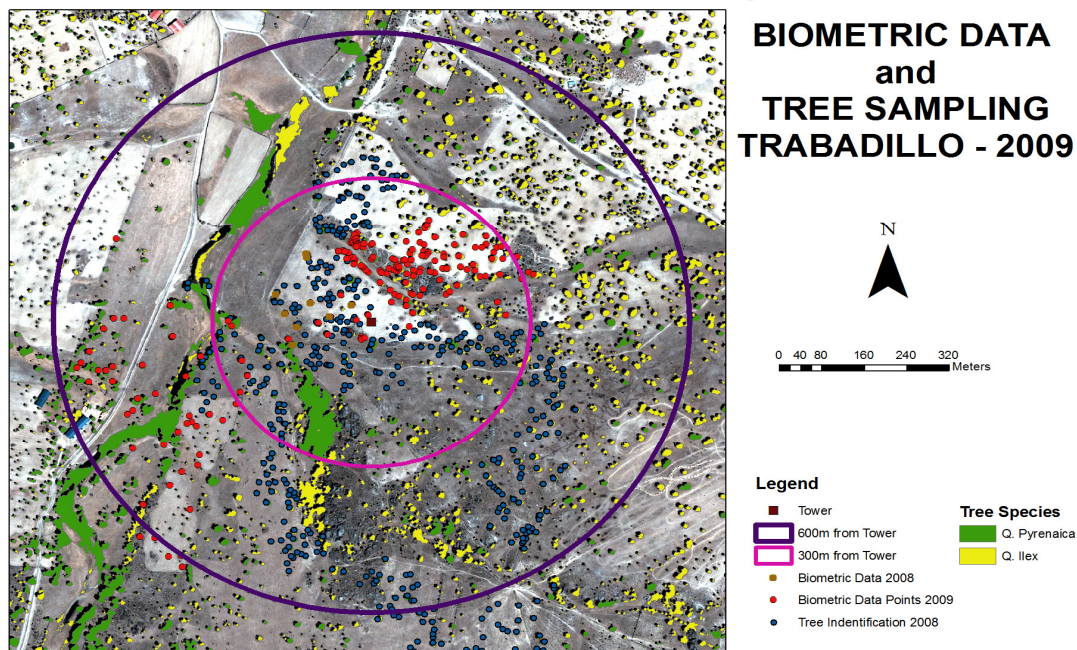 BIOMETRIC DATA
and
TREE SAMPLING
TRABADILLO - 2009
N
0 40 80 160 240 320
Meters
Legend
Tower
600m from Tower
300m from Tower
Biometric Data 2008
Biometric Data Points 2009
Tree Indentification 2008
Tree Species
Q. Pyrenaica
Q. Ilex